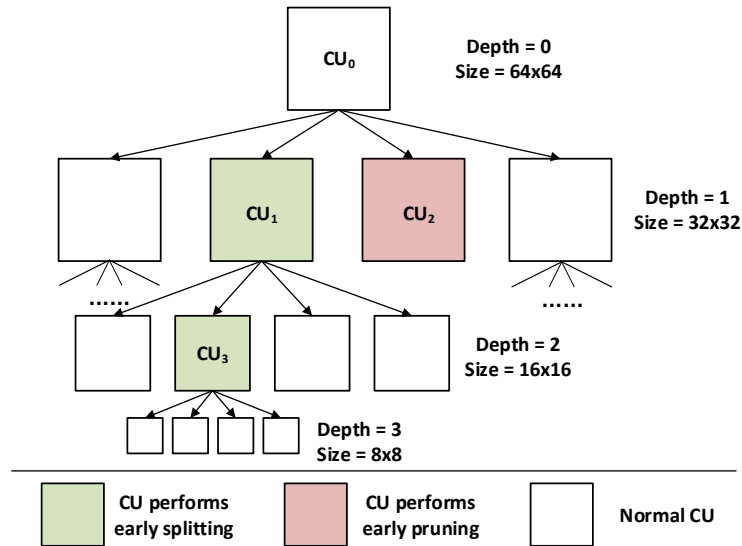 CU₀
Depth = 0
Size = 64x64
CU₁
CU₂
Depth = 1
Size = 32x32
......
......
CU₃
Depth = 2
Size = 16x16
Depth = 3
Size = 8x8
CU performs
early splitting
CU performs
early pruning
Normal CU